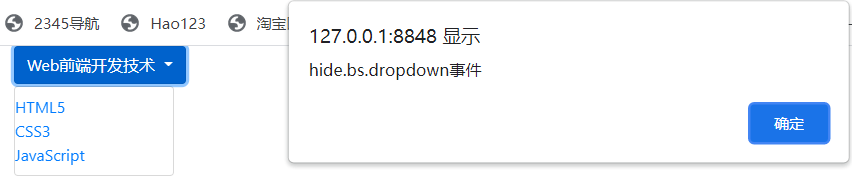 2345导航 Hao123
127.0.0.1:8848 显示
hide.bs.dropdown事件
确定
Web前端开发技术
HTML5
CSS3
JavaScript